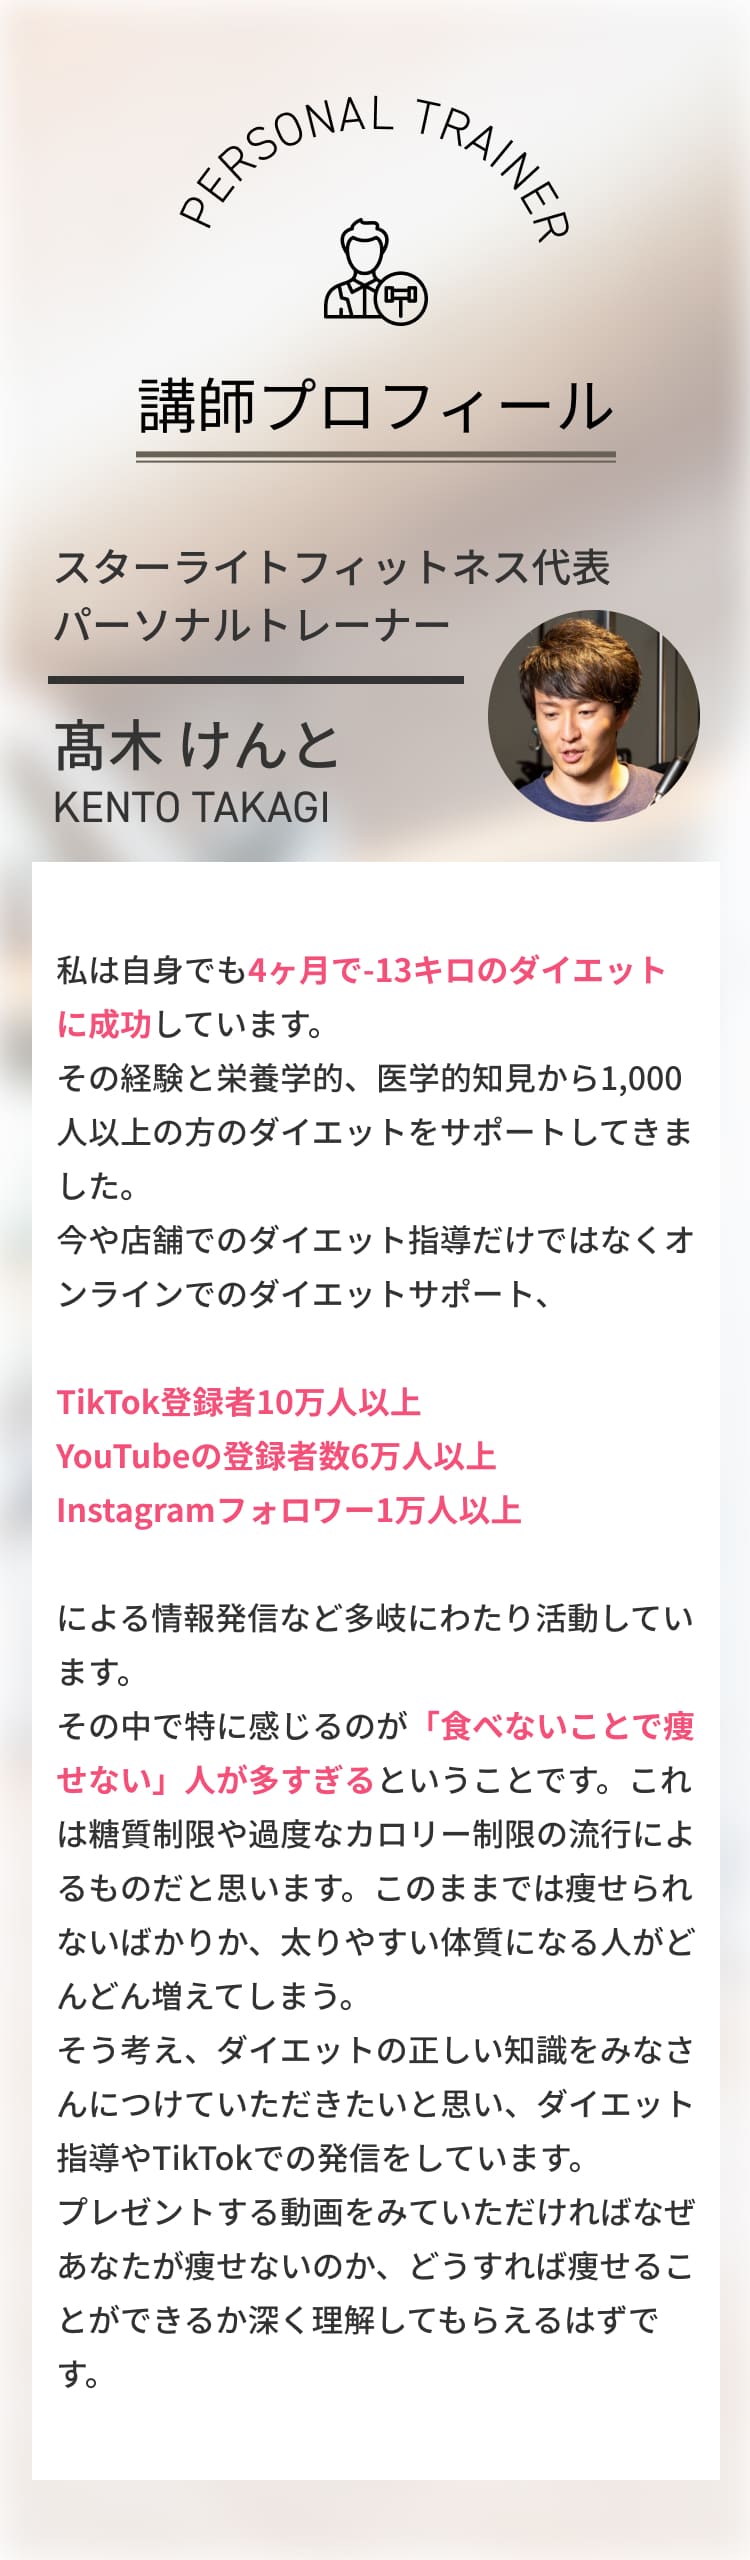 PERSONAL TRAINER
講師プロフィール
スターライトフィットネス代表
パーソナルトレーナー
髙木 けんと
KENTO TAKAGI
私は自身でも4ヶ月で-13キロのダイエット
に成功しています。
その経験と栄養学的、医学的知見から1,000
人以上の方のダイエットをサポートしてきま
した。
今や店舗でのダイエット指導だけではなくオ
ンラインでのダイエットサポート、
TikTok登録者10万人以上
YouTubeの登録者数6万人以上
Instagramフォロワー1万人以上
による情報発信など多岐にわたり活動してい
ます。
その中で特に感じるのが「食べないことで痩
せない」人が多すぎるということです。これ
は糖質制限や過度なカロリー制限の流行によ
るものだと思います。このままでは痩せられ
ないばかりか、太りやすい体質になる人がど
んどん増えてしまう。
そう考え、ダイエットの正しい知識をみなさ
んにつけていただきたいと思い、ダイエット
指導やTikTokでの発信をしています。
プレゼントする動画をみていただければなぜ
あなたが痩せないのか、どうすれば痩せるこ
とができるか深く理解してもらえるはずで
す。